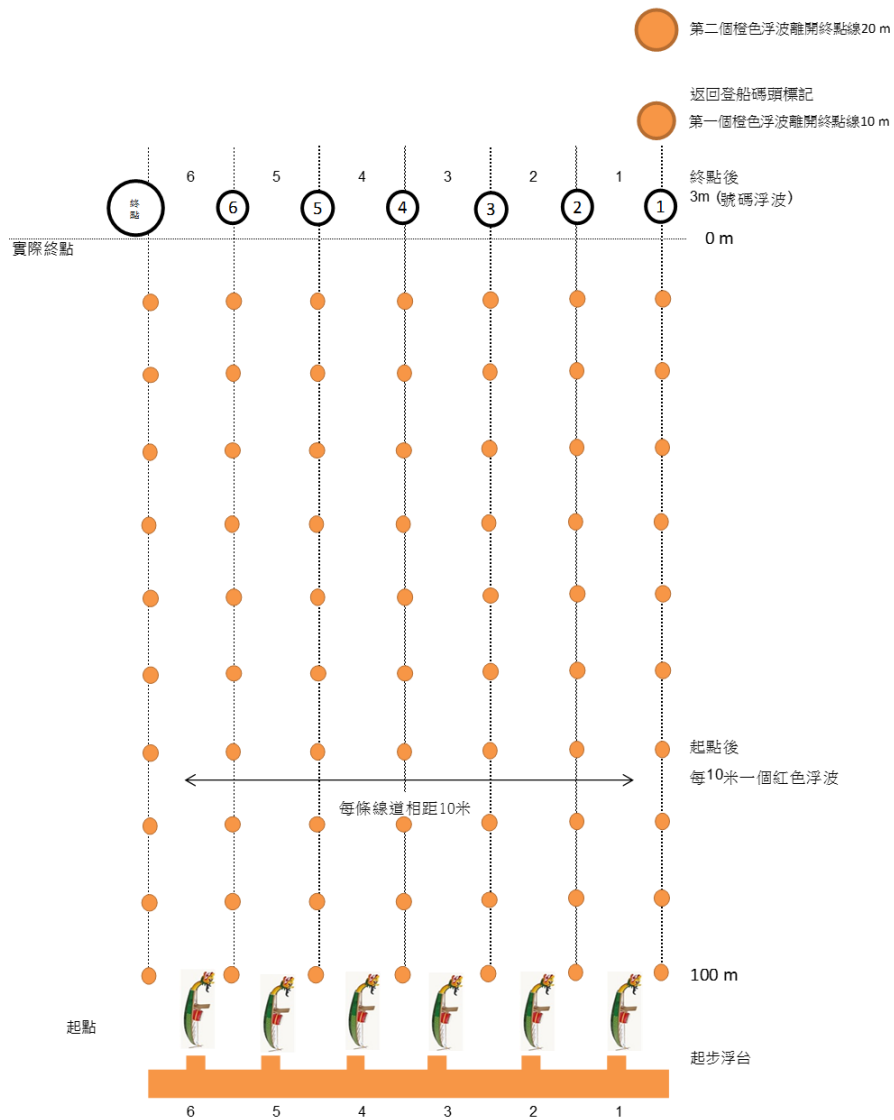 第二個橙色浮波離開終點線20 m
返回登船碼頭標記
第一個橙色浮波離開終點線10 m
6 5 4 3 2 1
終點後
3m (號碼浮波)
終點
6 5 4 3 2 1
0 m
實際終點
起點後
每10米一個紅色浮波
每條線道相距10米
100 m
起點
起步浮台
6 5 4 3 2 1